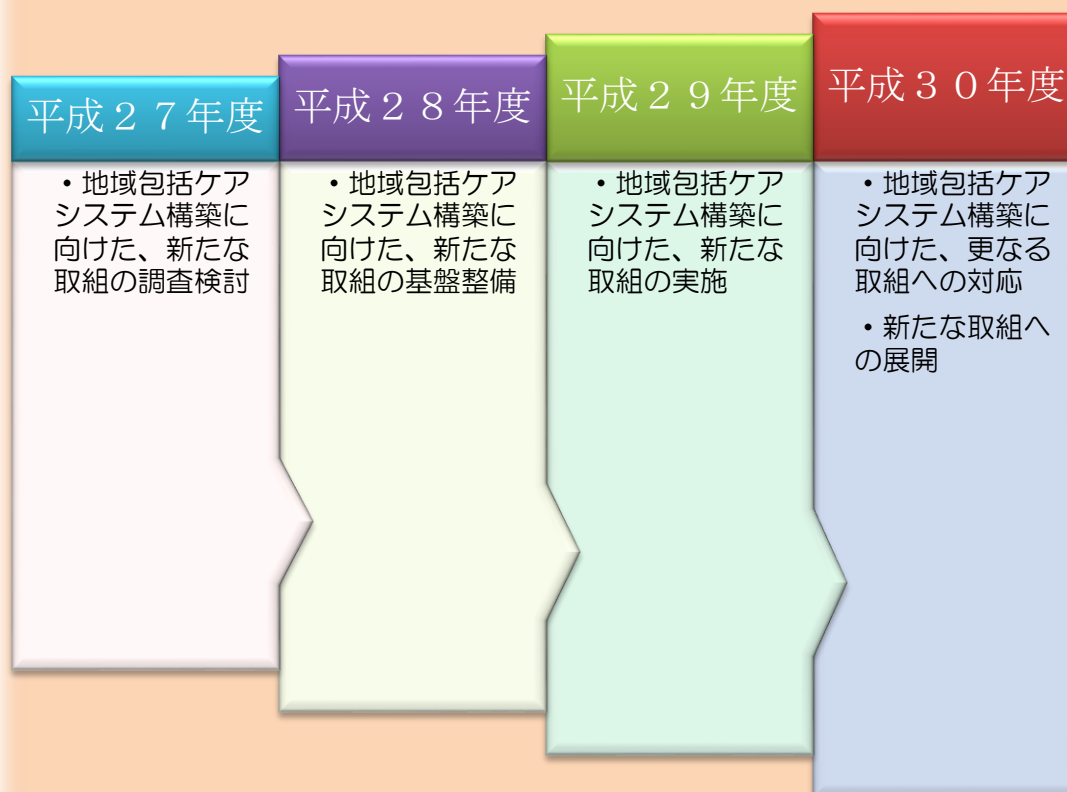 平成２７年度
・地域包括ケア
システム構築に
向けた、新たな
取組の調査検討
平成２８年度
・地域包括ケア
システム構築に
向けた、新たな
取組の基盤整備
平成２９年度
・地域包括ケア
システム構築に
向けた、新たな
取組の実施
平成３０年度
・地域包括ケア
システム構築に
向けた、更なる
取組への対応
・新たな取組へ
の展開